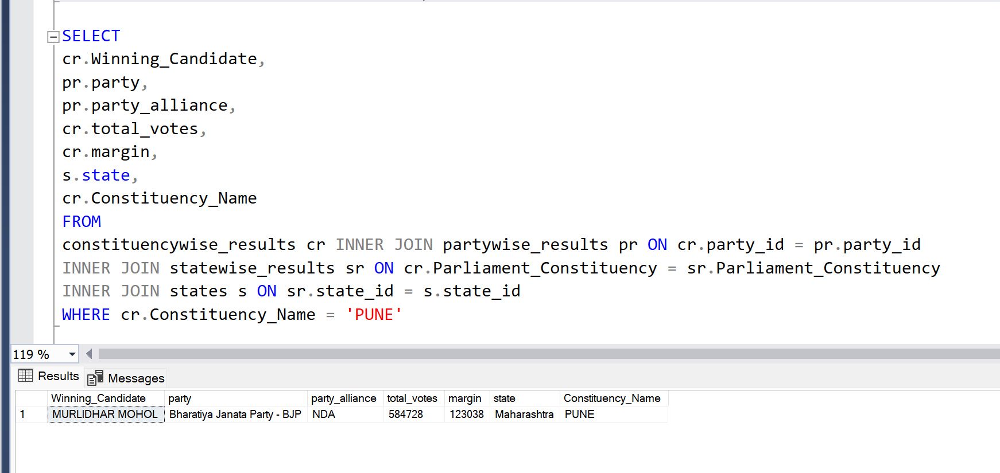 SELECT
cr.Winning_Candidate,
pr.party,
pr.party_alliance,
cr.total_votes,
cr.margin,
s.state,
cr.Constituency_Name
FROM
constituencywise_results cr INNER JOIN partywise_results pr ON cr.party_id = pr.party_id
INNER JOIN statewise_results sr ON cr.Parliament_Constituency = sr.Parliament_Constituency
INNER JOIN states s ON sr.state_id = s.state_id
WHERE cr.Constituency_Name = 'PUNE'
119 %
Results Messages
Winning_Candidate party party_alliance total_votes margin state Constituency_Name
1 MURLIDHAR MOHOL Bharatiya Janata Party - BJP NDA 584728 123038 Maharashtra PUNE